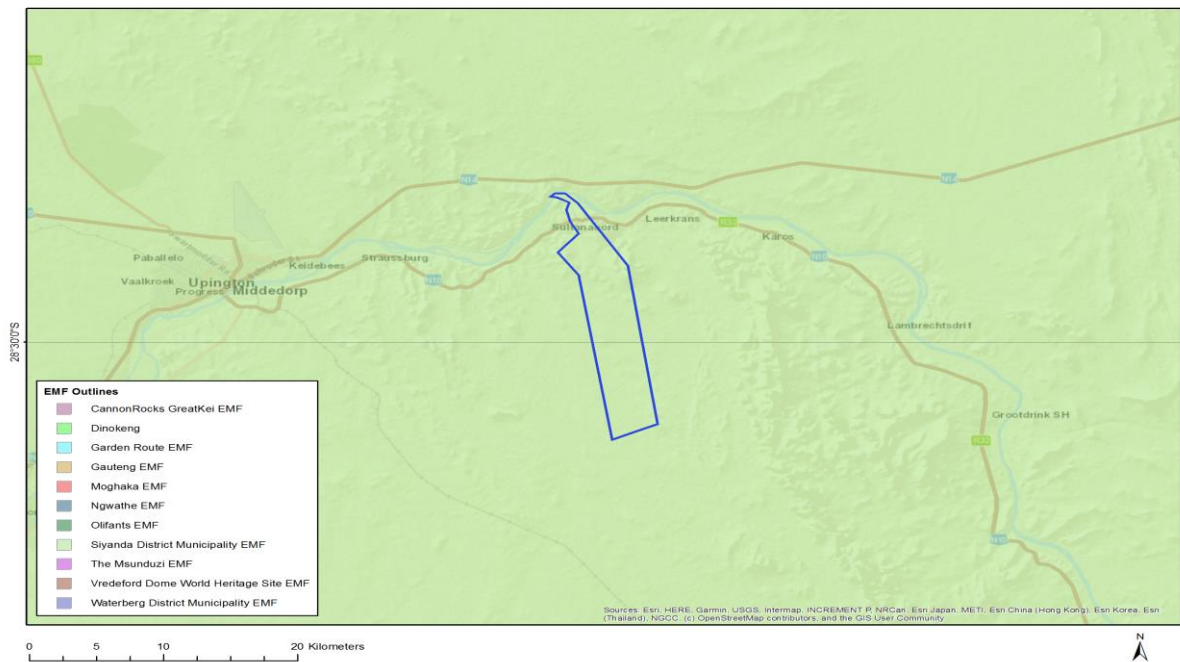 N14
N14
Sultanaoord
Leerkrans
Karos
N10
Paballelo
Keidebees
Straussburg
N10
Vaalkroek
Upington
Progress
Middedorp
Lambrechtsdrif
28°30'0"S
Grootdrink SH
N10
EMF Outlines
CannonRocks GreatKei EMF
Dinokeng
Garden Route EMF
Gauteng EMF
Moghaka EMF
Ngwathe EMF
Olifants EMF
Siyanda District Municipality EMF
The Msunduzi EMF
Vredeford Dome World Heritage Site EMF
Waterberg District Municipality EMF
Sources: Esri, HERE, Garmin, USGS, Intermap, INCREMENT P, NRCan, Esri Japan, METI, Esri China (Hong Kong), Esri Korea, Esri
(Thailand), NGCC, (c) OpenStreetMap contributors, and the GIS User Community
0 5 10 20 Kilometers
N